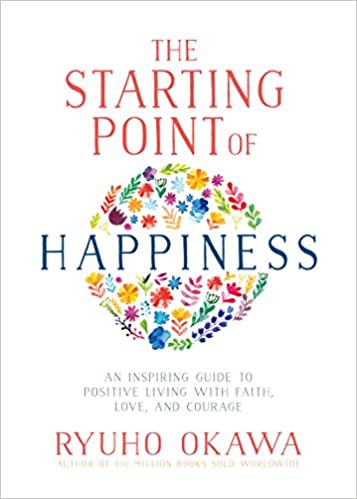 THE
STARTING
POINT OF
HAPPINESS
AN INSPIRING GUIDE TO
POSITIVE LIVING WITH FAITH,
LOVE, AND COURAGE
RYUHO OKAWA
AUTHOR OF 100 MILLION BOOKS SOLD WORLDWIDE